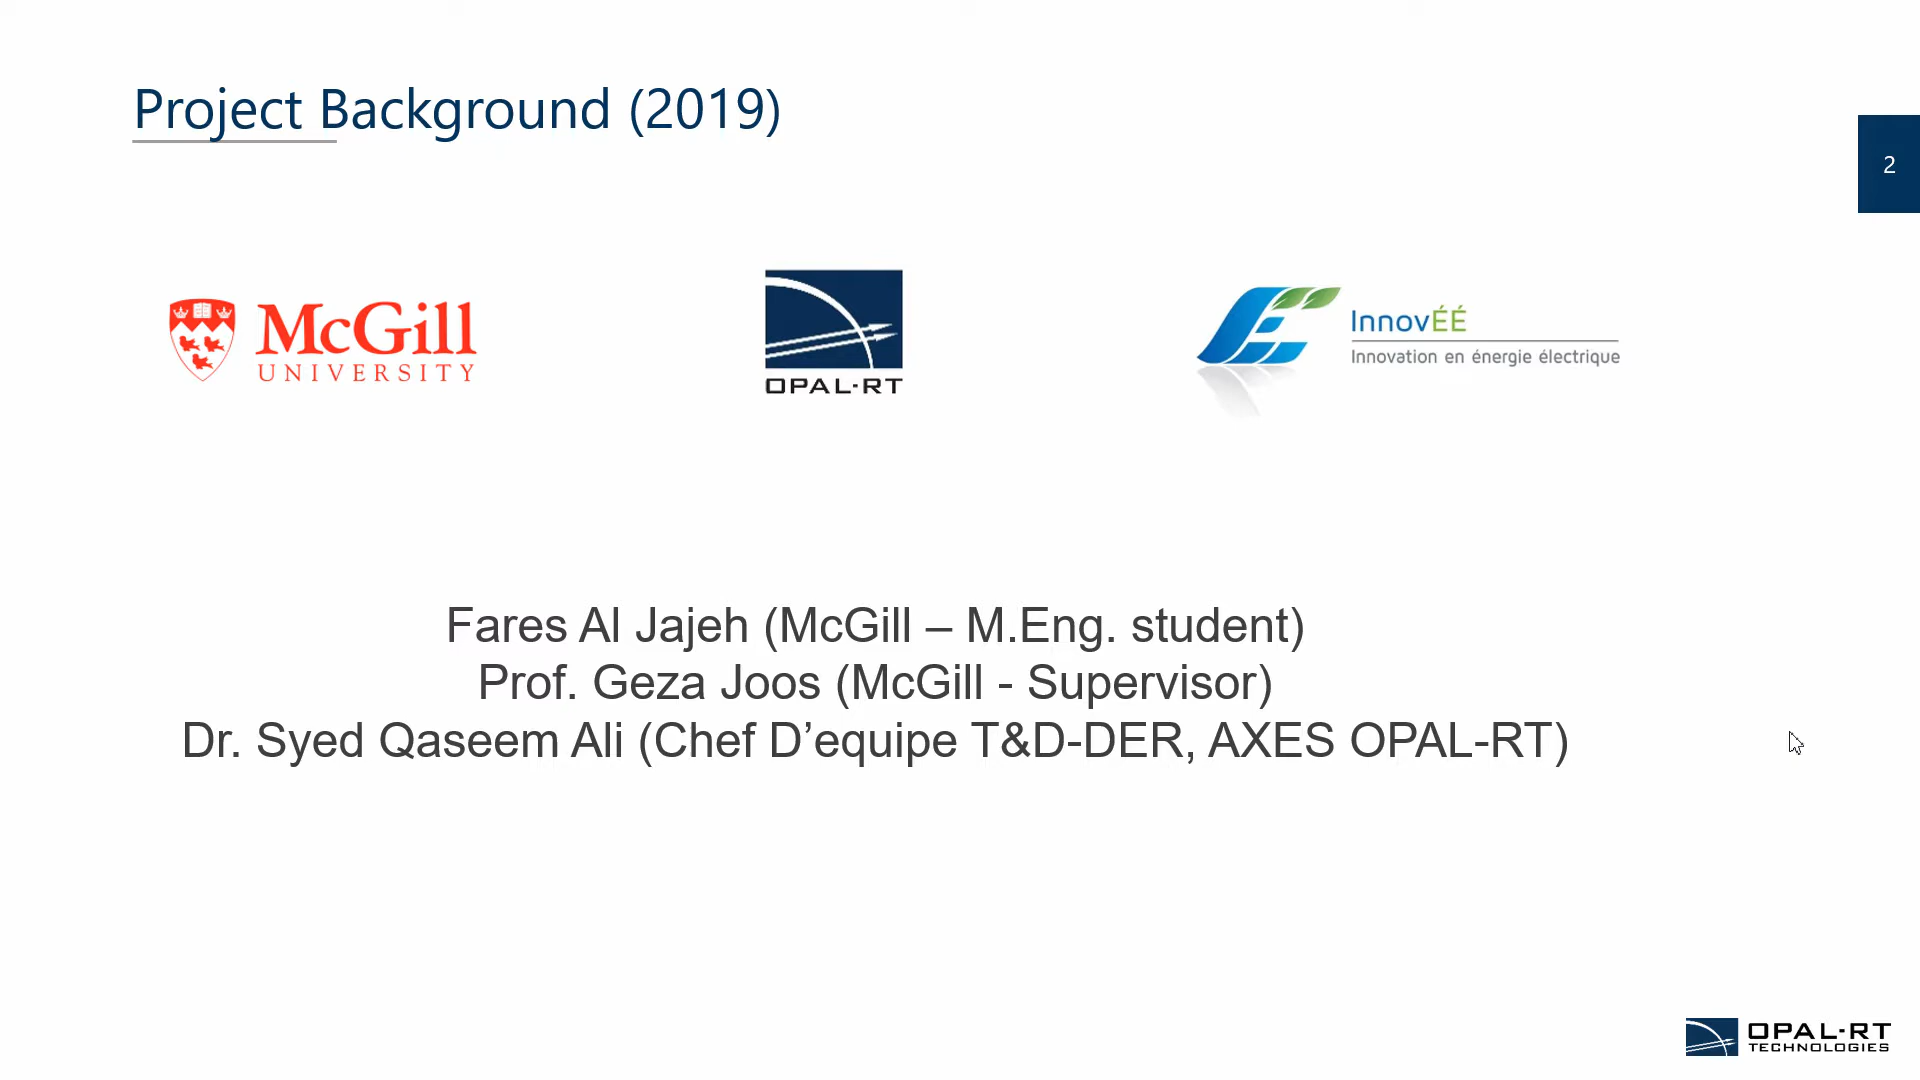 Project Background (2019)
2
McGill
UNIVERSITY
OPAL-RT
InnovÉÉ
Innovation en énergie électrique
Fares Al Jajeh (McGill – M.Eng. student)
Prof. Geza Joos (McGill - Supervisor)
Dr. Syed Qaseem Ali (Chef D’equipe T&D-DER, AXES OPAL-RT)
OPAL-RT
TECHNOLOGIES